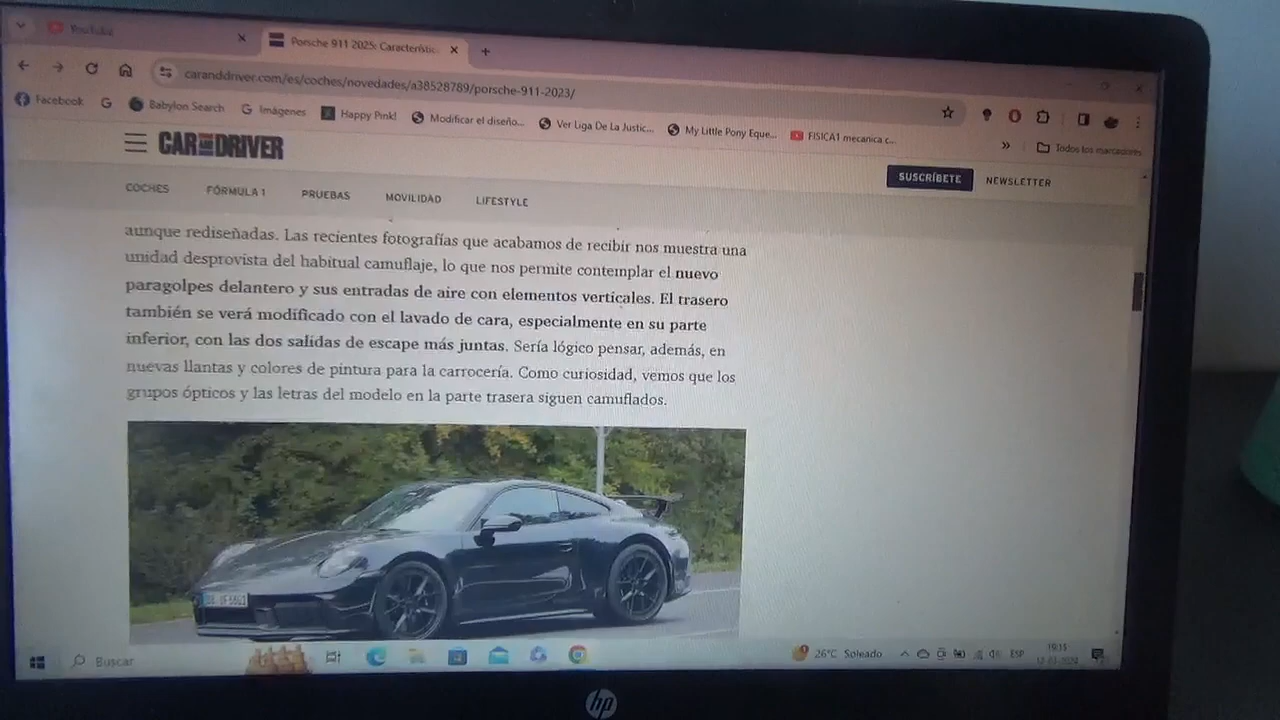 YouTube
Porsche 911 2025: Característic
caranddriver.com/es/coches/novedades/a38528789/porsche-911-2023/
Facebook
G
Babylon Search
G Imágenes
Happy Pink!
Modificar el diseño...
Ver Liga De La Justic...
My Little Pony Eque...
FISICA1 mecanica c...
Todos los marcadores
CAR AND DRIVER
SUSCRÍBETE
NEWSLETTER
COCHES
FÓRMULA 1
PRUEBAS
MOVILIDAD
LIFESTYLE
aunque rediseñadas. Las recientes fotografías que acabamos de recibir nos muestra una
unidad desprovista del habitual camuflaje, lo que nos permite contemplar el nuevo
paragolpes delantero y sus entradas de aire con elementos verticales. El trasero
también se verá modificado con el lavado de cara, especialmente en su parte
inferior, con las dos salidas de escape más juntas. Sería lógico pensar, además, en
nuevas llantas y colores de pintura para la carrocería. Como curiosidad, vemos que los
grupos ópticos y las letras del modelo en la parte trasera siguen camuflados.
Buscar
26°C Soleado
ESP
hp